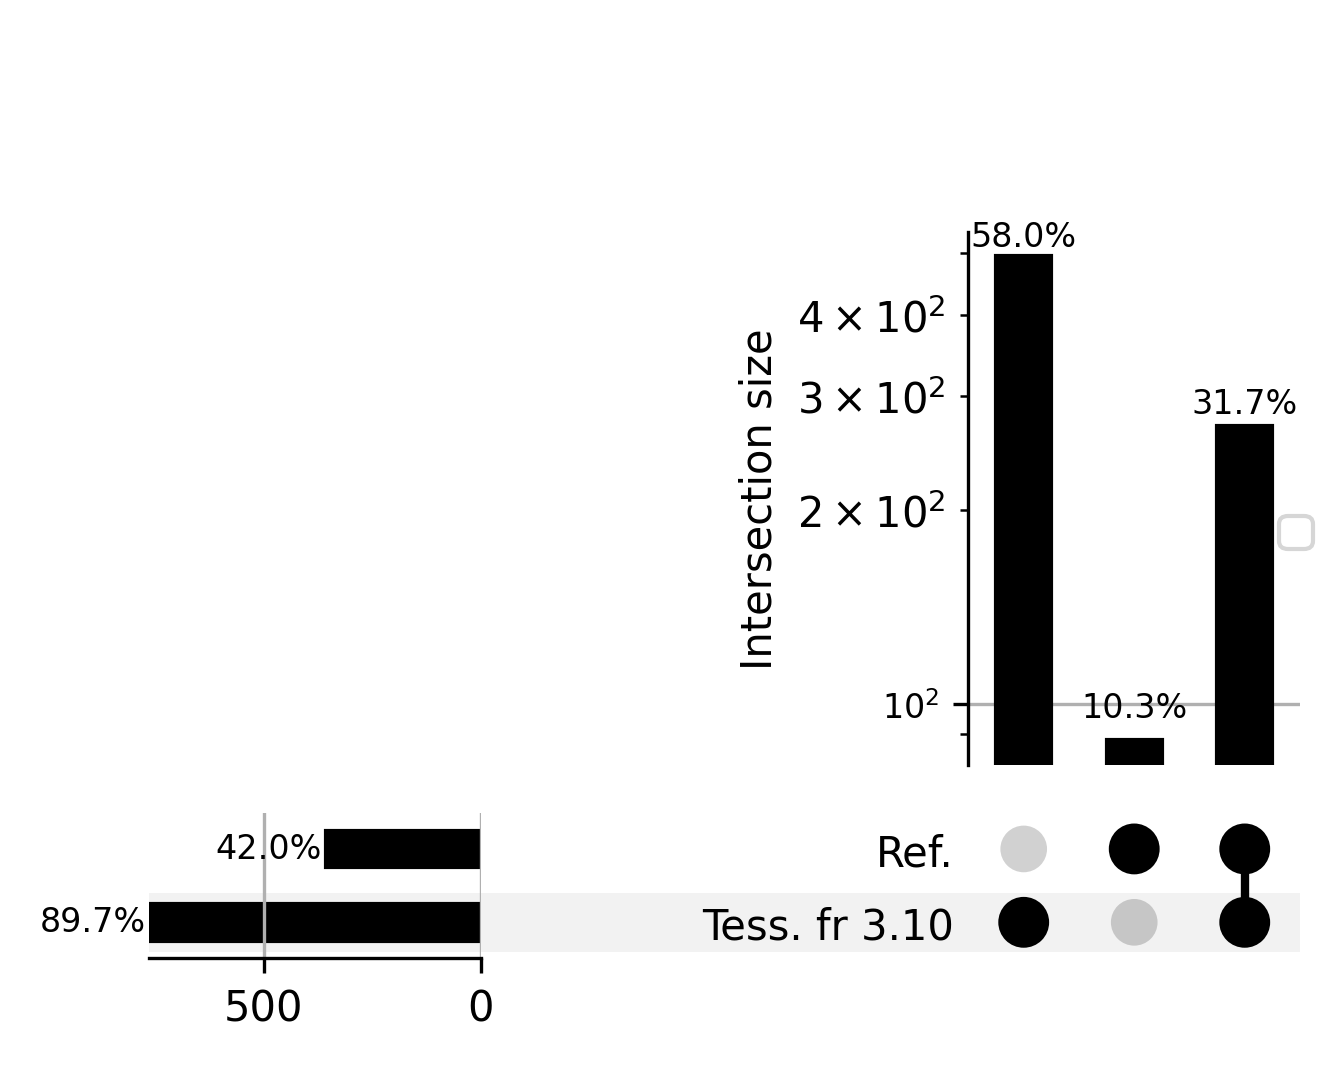 58.0%
4 × 10²
3 × 10²
31.7%
2 × 10²
Intersection size
10²
10.3%
42.0%
Ref.
89.7%
Tess. fr 3.10
500
0